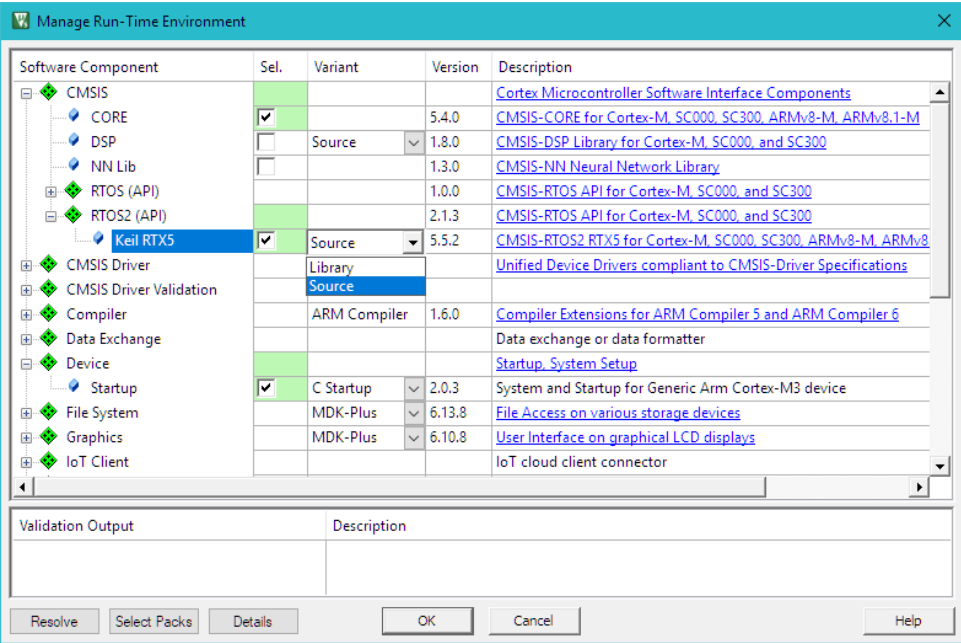 Manage Run-Time Environment
Software Component Sel. Variant Version Description
CMSIS Cortex Microcontroller Software Interface Components
CORE 5.4.0 CMSIS-CORE for Cortex-M, SC000, SC300, ARMv8-M, ARMv8.1-M
DSP Source 1.8.0 CMSIS-DSP Library for Cortex-M, SC000, and SC300
NN Lib 1.3.0 CMSIS-NN Neural Network Library
RTOS (API) 1.0.0 CMSIS-RTOS API for Cortex-M, SC000, and SC300
RTOS2 (API) 2.1.3 CMSIS-RTOS API for Cortex-M, SC000, and SC300
Keil RTX5 Source 5.5.2 CMSIS-RTOS2 RTX5 for Cortex-M, SC000, SC300, ARMv8-M, ARMv8
CMSIS Driver Library Unified Device Drivers compliant to CMSIS-Driver Specifications
CMSIS Driver Validation Source
Compiler ARM Compiler 1.6.0 Compiler Extensions for ARM Compiler 5 and ARM Compiler 6
Data Exchange Data exchange or data formatter
Device Startup, System Setup
Startup C Startup 2.0.3 System and Startup for Generic Arm Cortex-M3 device
File System MDK-Plus 6.13.8 File Access on various storage devices
Graphics MDK-Plus 6.10.8 User Interface on graphical LCD displays
IoT Client IoT cloud client connector
Validation Output Description
Resolve Select Packs Details OK Cancel Help